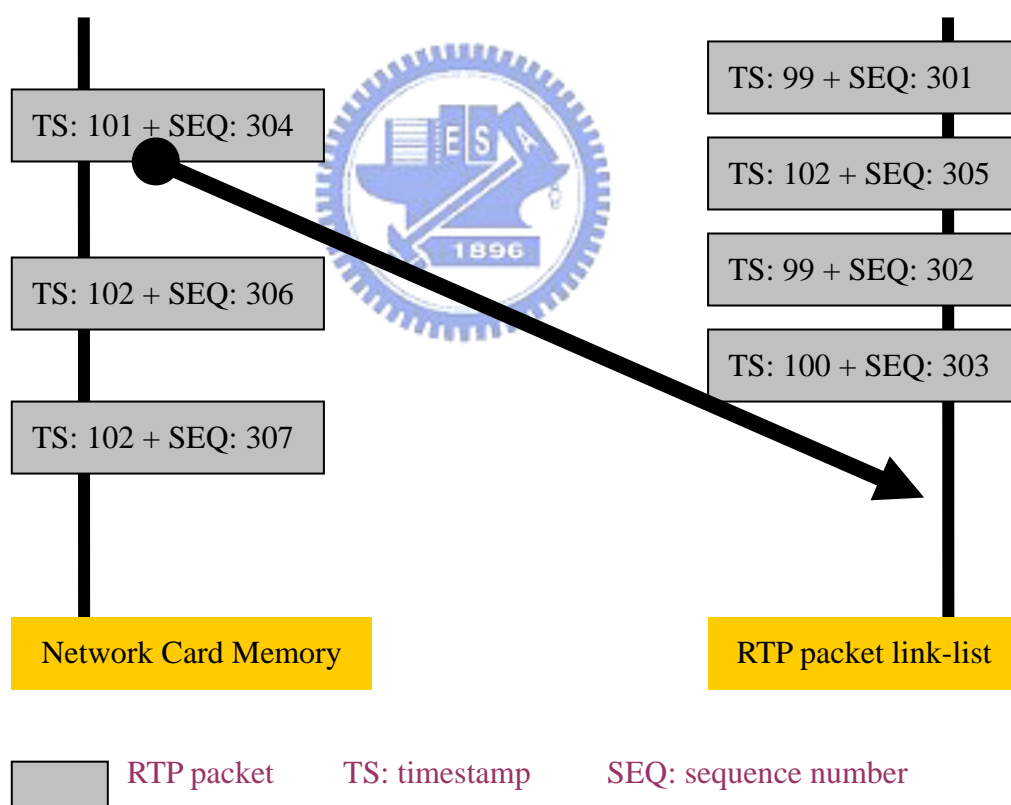 TS: 101 + SEQ: 304
TS: 102 + SEQ: 306
TS: 102 + SEQ: 307
Network Card Memory
TS: 99 + SEQ: 301
TS: 102 + SEQ: 305
TS: 99 + SEQ: 302
TS: 100 + SEQ: 303
RTP packet link-list
E S A
1896
RTP packet TS: timestamp SEQ: sequence number